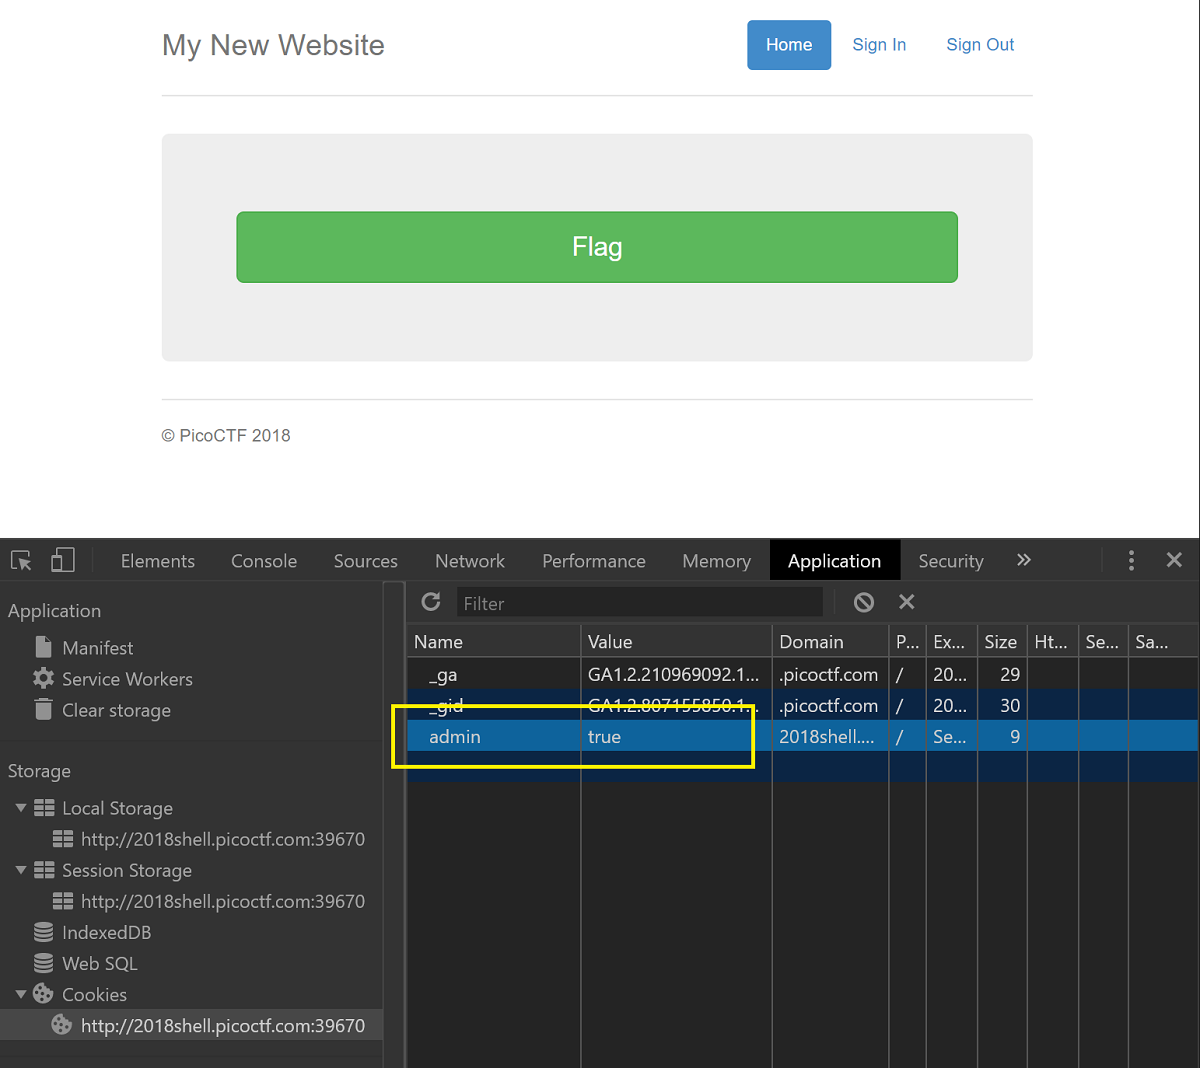 My New Website Home Sign In Sign Out
Flag
© PicoCTF 2018
Elements Console Sources Network Performance Memory Application Security »
Application
Manifest
Service Workers
Clear storage
Storage
Local Storage
http://2018shell.picoctf.com:39670
Session Storage
http://2018shell.picoctf.com:39670
IndexedDB
Web SQL
Cookies
http://2018shell.picoctf.com:39670
Filter
Name Value Domain P... Ex... Size Ht... Se... Sa...
_ga GA1.2.210969092.1... .picoctf.com / 20... 29
_gid GA1.2.807155850.1... .picoctf.com / 20... 30
admin true 2018shell.... / Se... 9